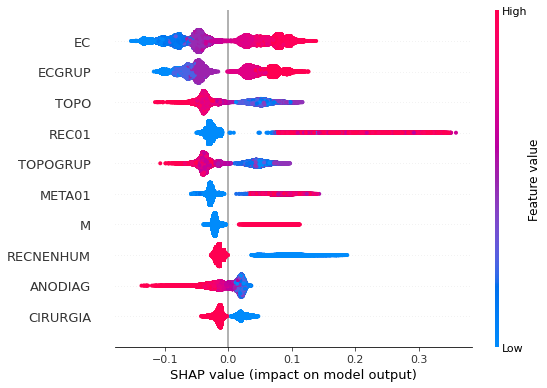 High
EC
ECGRUP
TOPO
REC01
TOPOGRUP
META01
M
RECNENHUM
ANODIAG
CIRURGIA
Feature value
Low
−0.1 0.0 0.1 0.2 0.3
SHAP value (impact on model output)